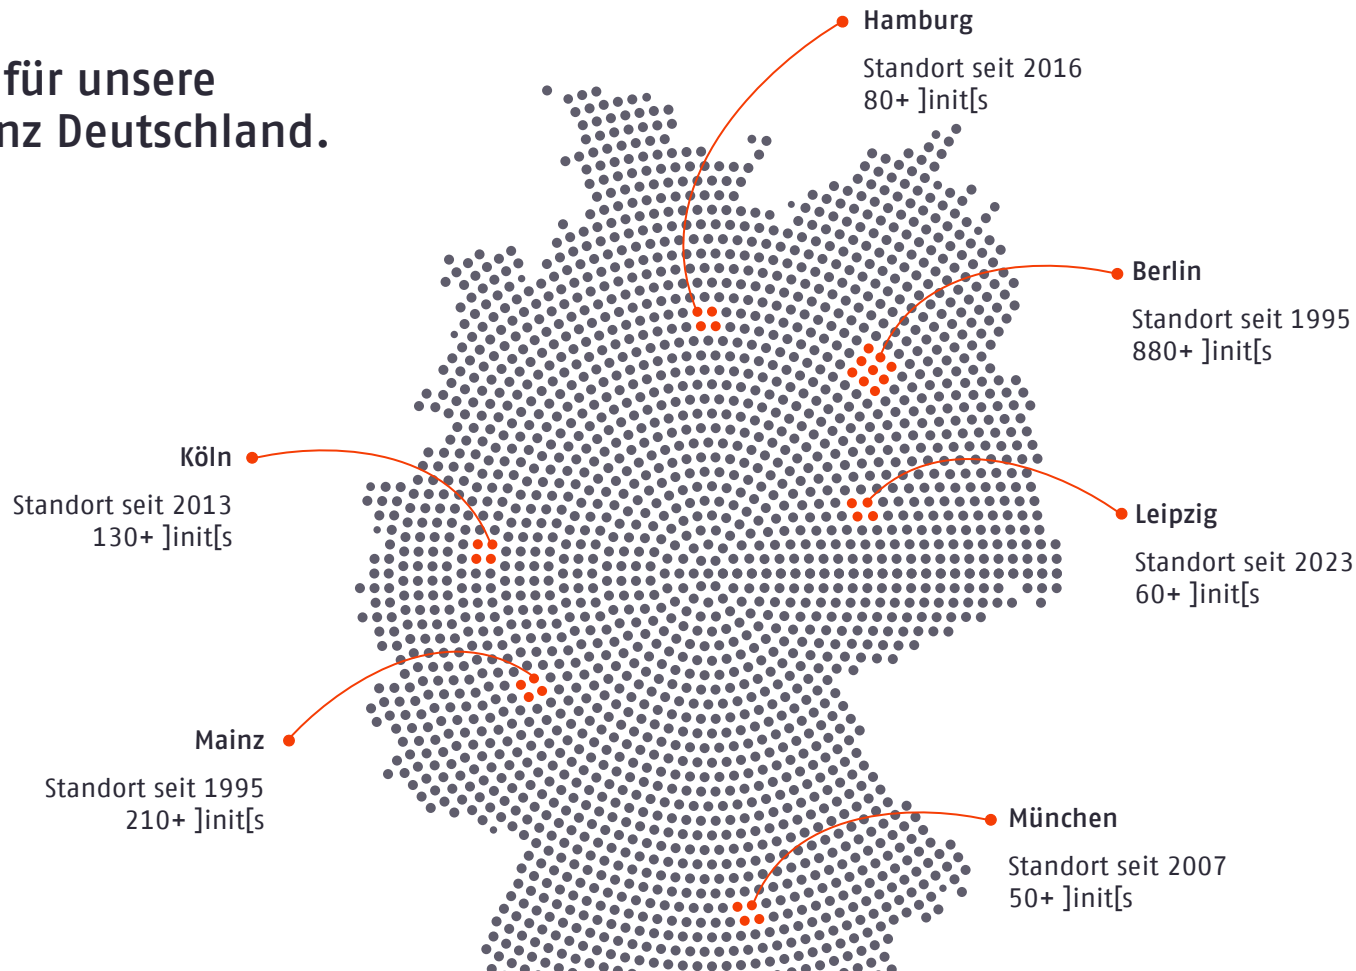 für unsere
nz Deutschland.
Hamburg
Standort seit 2016
80+ ]init[s
Berlin
Standort seit 1995
880+ ]init[s
Köln
Standort seit 2013
130+ ]init[s
Leipzig
Standort seit 2023
60+ ]init[s
Mainz
Standort seit 1995
210+ ]init[s
München
Standort seit 2007
50+ ]init[s